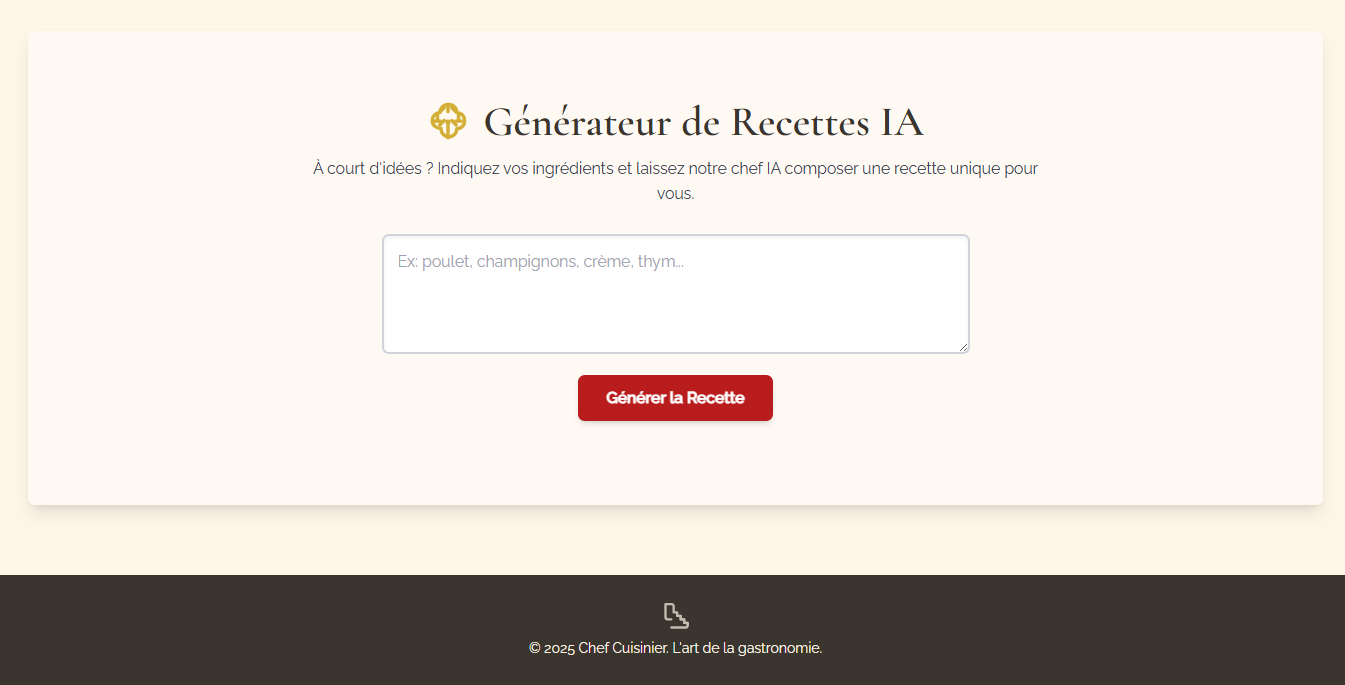 Générateur de Recettes IA
À court d'idées ? Indiquez vos ingrédients et laissez notre chef IA composer une recette unique pour
vous.
Ex: poulet, champignons, crème, thym...
Générer la Recette
© 2025 Chef Cuisinier. L'art de la gastronomie.